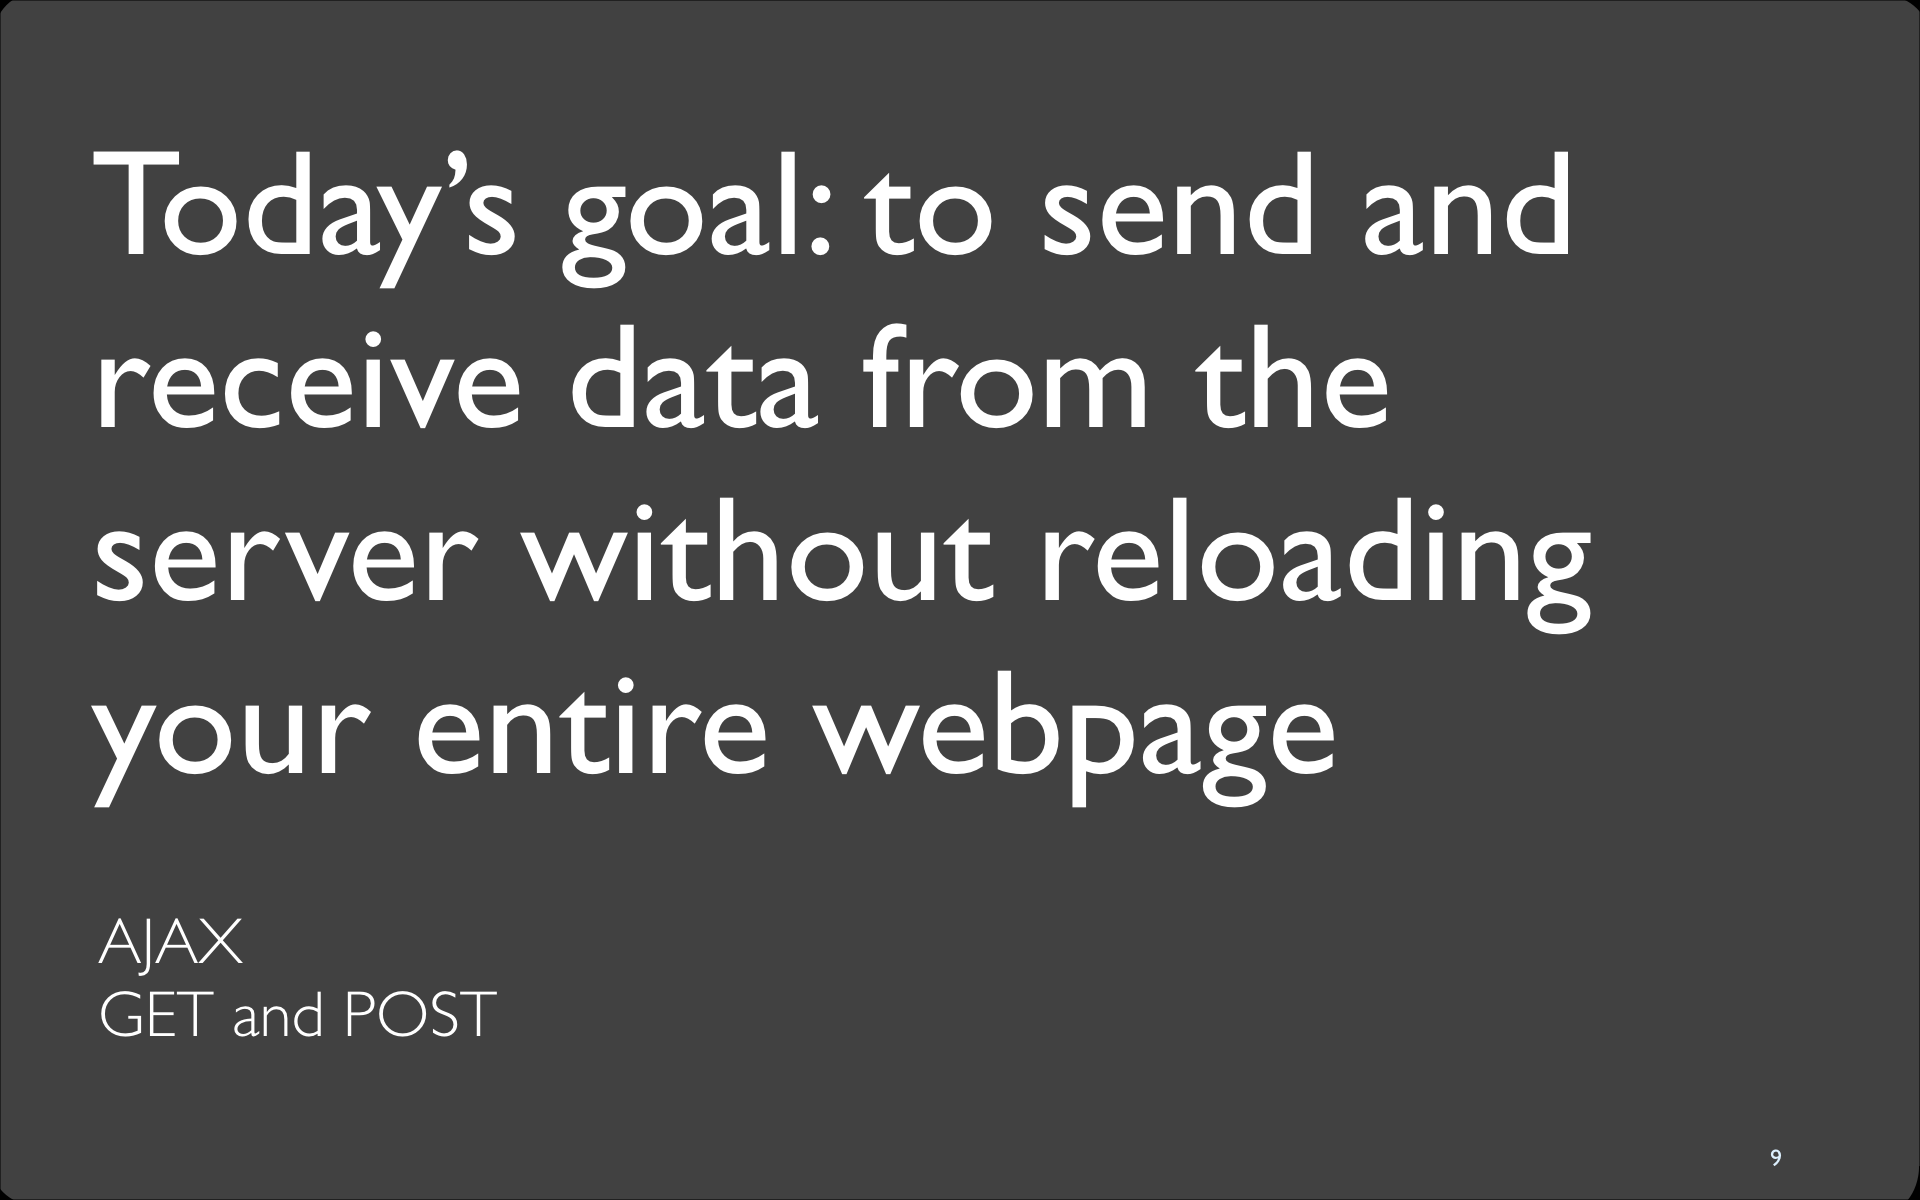 Today’s goal: to send and
receive data from the
server without reloading
your entire webpage
AJAX
GET and POST
9